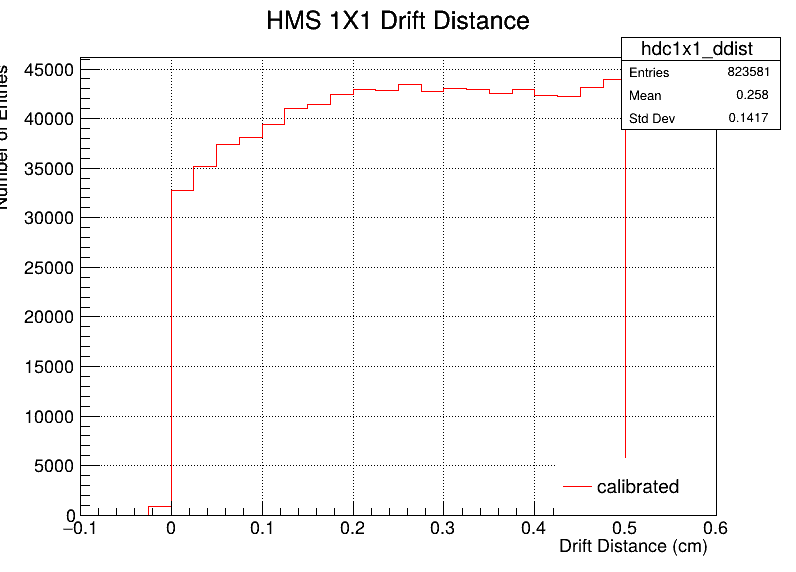 HMS 1X1 Drift Distance
hdc1x1_ddist
Entries 823581
Mean 0.258
Std Dev 0.1417
Number of Entries
45000
40000
35000
30000
25000
20000
15000
10000
5000
0
−0.1 0 0.1 0.2 0.3 0.4 0.5 0.6
calibrated
Drift Distance (cm)